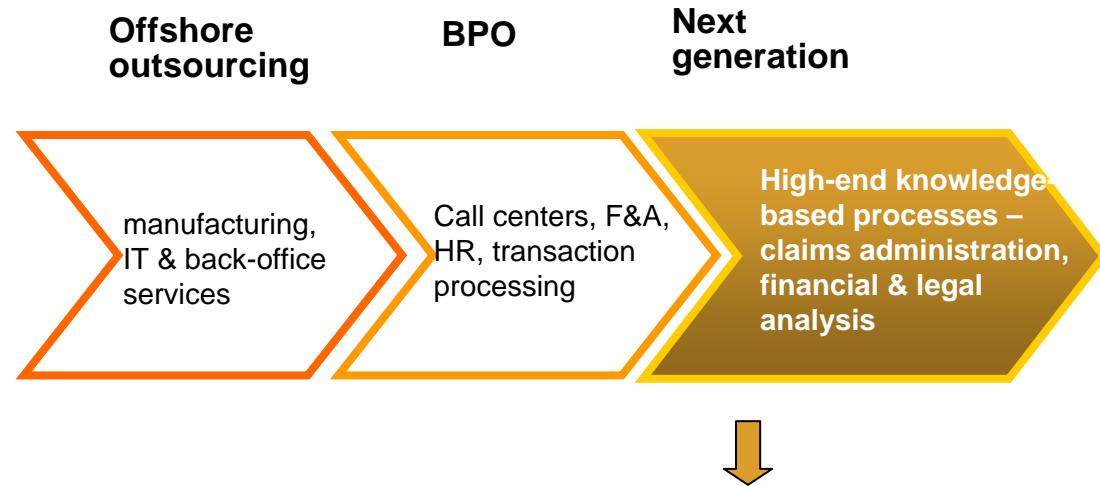 Offshore
outsourcing
BPO
Next
generation
manufacturing,
IT & back-office
services
Call centers, F&A,
HR, transaction
processing
High-end knowledge-
based processes –
claims administration,
financial & legal
analysis